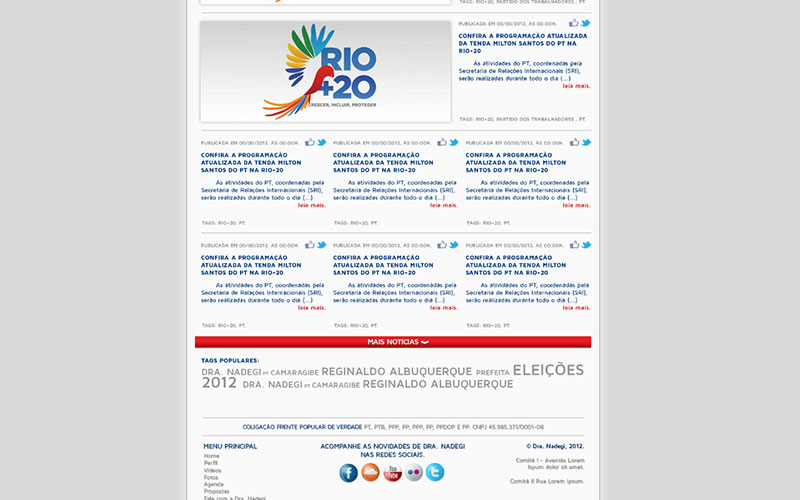 TAGS: RIO+20, PARTIDO DOS TRABALHADORES , PT.
RIO
+20
CRESCER, INCLUIR, PROTEGER
PUBLICADA EM 00/00/2012, AS 00:00H.
CONFIRA A PROGRAMAÇÃO ATUALIZADA
DA TENDA MILTON SANTOS DO PT NA
RIO+20
As atividades do PT, coordenadas pela
Secretaria de Relações Internacionais (SRI),
serão realizadas durante todo o dia (...)
leia mais.
TAGS: RIO+20, PARTIDO DOS TRABALHADORES , PT.
PUBLICADA EM 00/00/2012, AS 00:00H.
CONFIRA A PROGRAMAÇÃO
ATUALIZADA DA TENDA MILTON
SANTOS DO PT NA RIO+20
As atividades do PT, coordenadas pela
Secretaria de Relações Internacionais (SRI),
serão realizadas durante todo o dia (...)
leia mais.
TAGS: RIO+20, PT.
PUBLICADA EM 00/00/2012, AS 00:00H.
CONFIRA A PROGRAMAÇÃO
ATUALIZADA DA TENDA MILTON
SANTOS DO PT NA RIO+20
As atividades do PT, coordenadas pela
Secretaria de Relações Internacionais (SRI),
serão realizadas durante todo o dia (...)
leia mais.
TAGS: RIO+20, PT.
PUBLICADA EM 00/00/2012, AS 00:00H.
CONFIRA A PROGRAMAÇÃO
ATUALIZADA DA TENDA MILTON
SANTOS DO PT NA RIO+20
As atividades do PT, coordenadas pela
Secretaria de Relações Internacionais (SRI),
serão realizadas durante todo o dia (...)
leia mais.
TAGS: RIO+20, PT.
PUBLICADA EM 00/00/2012, AS 00:00H.
CONFIRA A PROGRAMAÇÃO
ATUALIZADA DA TENDA MILTON
SANTOS DO PT NA RIO+20
As atividades do PT, coordenadas pela
Secretaria de Relações Internacionais (SRI),
serão realizadas durante todo o dia (...)
leia mais.
TAGS: RIO+20, PT.
PUBLICADA EM 00/00/2012, AS 00:00H.
CONFIRA A PROGRAMAÇÃO
ATUALIZADA DA TENDA MILTON
SANTOS DO PT NA RIO+20
As atividades do PT, coordenadas pela
Secretaria de Relações Internacionais (SRI),
serão realizadas durante todo o dia (...)
leia mais.
TAGS: RIO+20, PT.
PUBLICADA EM 00/00/2012, AS 00:00H.
CONFIRA A PROGRAMAÇÃO
ATUALIZADA DA TENDA MILTON
SANTOS DO PT NA RIO+20
As atividades do PT, coordenadas pela
Secretaria de Relações Internacionais (SRI),
serão realizadas durante todo o dia (...)
leia mais.
TAGS: RIO+20, PT.
MAIS NOTÍCIAS
TAGS POPULARES:
DRA. NADEGI PT CAMARAGIBE REGINALDO ALBUQUERQUE PREFEITA ELEIÇÕES
2012 DRA. NADEGI PT CAMARAGIBE REGINALDO ALBUQUERQUE
COLIGAÇÃO FRENTE POPULAR DE VERDADE PT, PTB, PPP, PP, PPP, PP, PPDOP E PP. CNPJ 45.985.371/0001-08
MENU PRINCIPAL
Home
Perfil
Vídeos
Fotos
Agenda
Propostas
Fale com a Dra. Nadegi
ACOMPANHE AS NOVIDADES DE DRA. NADEGI
NAS REDES SOCIAIS.
f
You
Tube
t
© Dra. Nadegi, 2012.
Comitê I - Avenida Lorem
Ipsum dolor sit amet.
Comitê II Rua Lorem Ipsum.